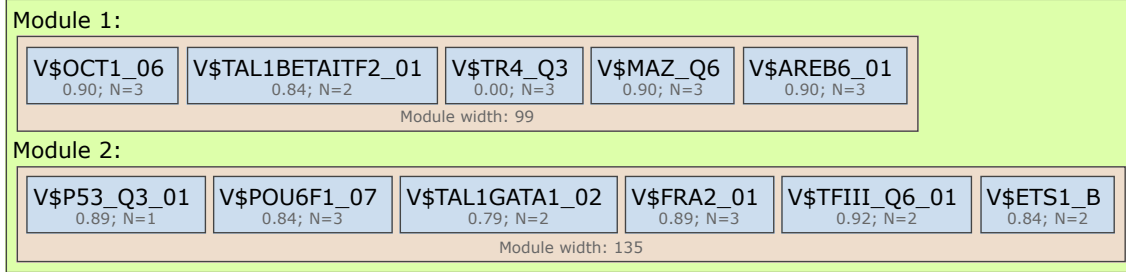 Module 1:
V$OCT1_06 V$TAL1BETAITF2_01 V$TR4_Q3 V$MAZ_Q6 V$AREB6_01
0.90; N=3 0.84; N=2 0.00; N=3 0.90; N=3 0.90; N=3
Module width: 99
Module 2:
V$P53_Q3_01 V$POU6F1_07 V$TAL1GATA1_02 V$FRA2_01 V$TFIII_Q6_01 V$ETS1_B
0.89; N=1 0.84; N=3 0.79; N=2 0.89; N=3 0.92; N=2 0.84; N=2
Module width: 135